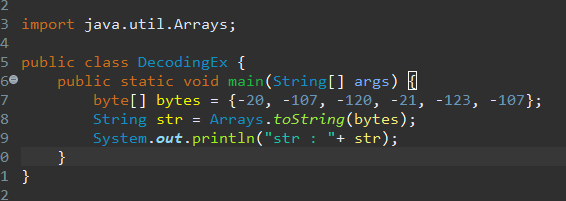 2
3 import java.util.Arrays;
4
5 public class DecodingEx {
6 public static void main(String[] args) {
7 byte[] bytes = {-20, -107, -120, -21, -123, -107};
8 String str = Arrays.toString(bytes);
9 System.out.println("str : "+ str);
0 }
1 }
2